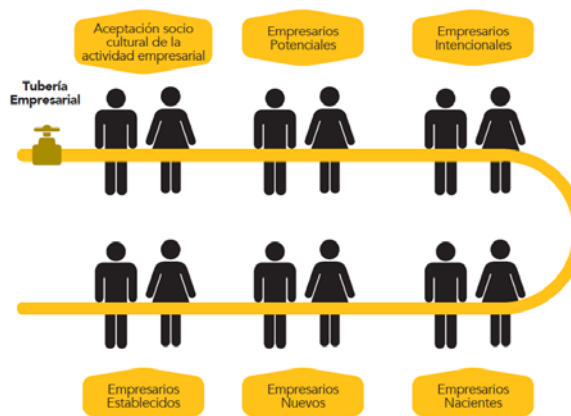 Aceptación socio
cultural de la
actividad empresarial
Empresarios
Potenciales
Empresarios
Intencionales
Tubería
Empresarial
Empresarios
Establecidos
Empresarios
Nuevos
Empresarios
Nacientes